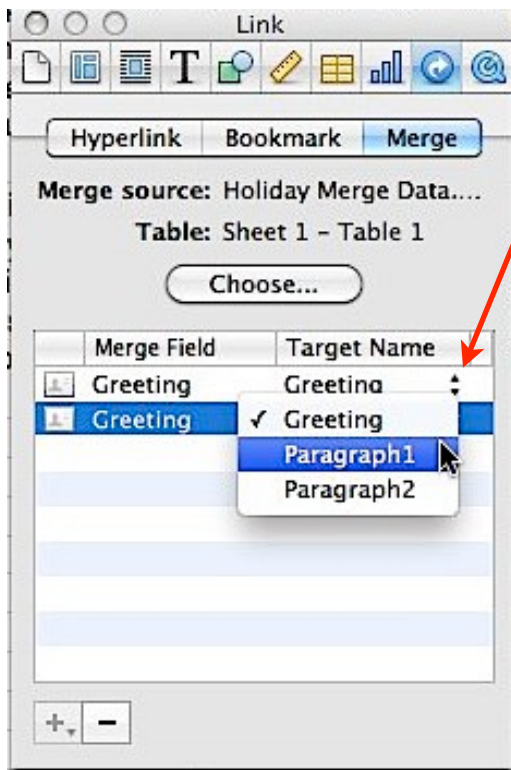 Link
T
Hyperlink Bookmark Merge
Merge source: Holiday Merge Data....
Table: Sheet 1 – Table 1
Choose...
Merge Field Target Name
Greeting Greeting
Greeting ✓ Greeting
Paragraph1
Paragraph2